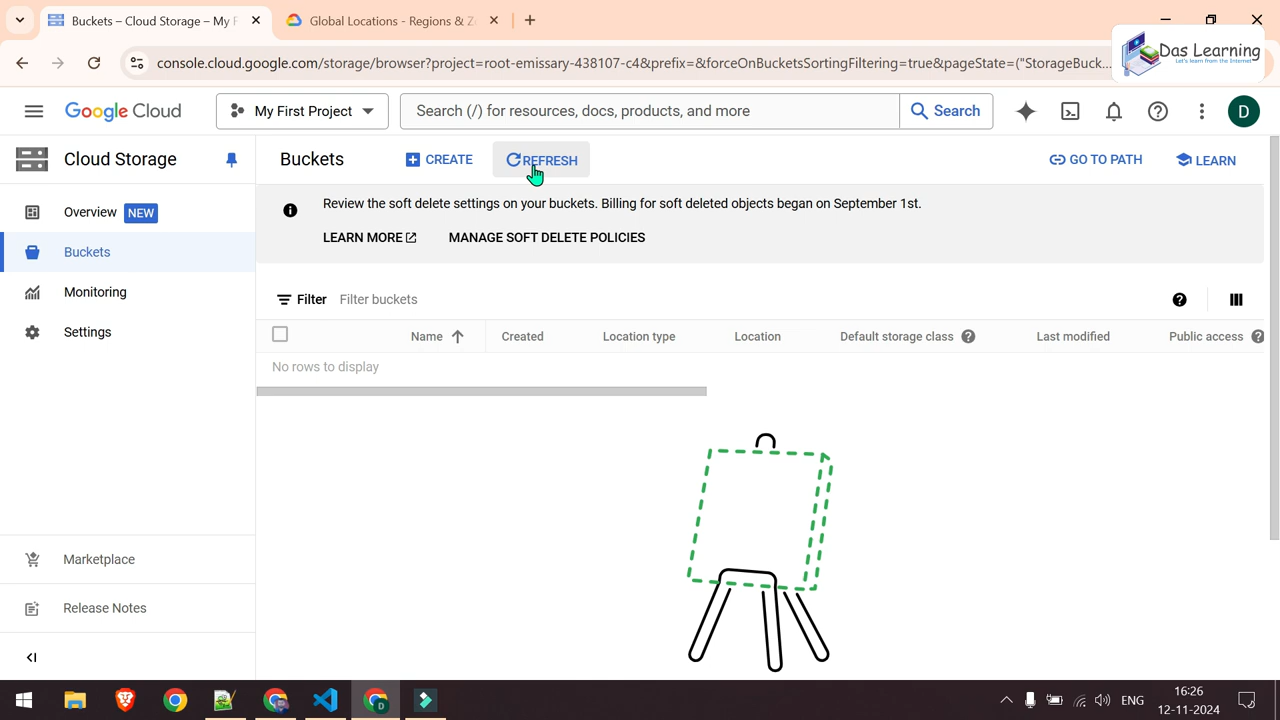 Buckets – Cloud Storage – My F
Global Locations - Regions & Z
console.cloud.google.com/storage/browser?project=root-emissary-438107-c4&prefix=&forceOnBucketsSortingFiltering=true&pageState=("StorageBuck...
Das Learning
Let's learn from the Internet
Google Cloud
My First Project
Search (/) for resources, docs, products, and more
Search
D
Cloud Storage
Buckets
CREATE
REFRESH
GO TO PATH
LEARN
Overview NEW
Buckets
Monitoring
Settings
Marketplace
Release Notes
Review the soft delete settings on your buckets. Billing for soft deleted objects began on September 1st.
LEARN MORE
MANAGE SOFT DELETE POLICIES
Filter Filter buckets
Name Created Location type Location Default storage class Last modified Public access
No rows to display
ENG
16:26
12-11-2024